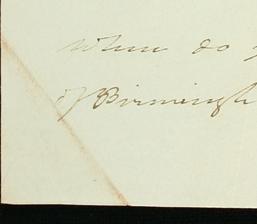 when do
of Birmingh